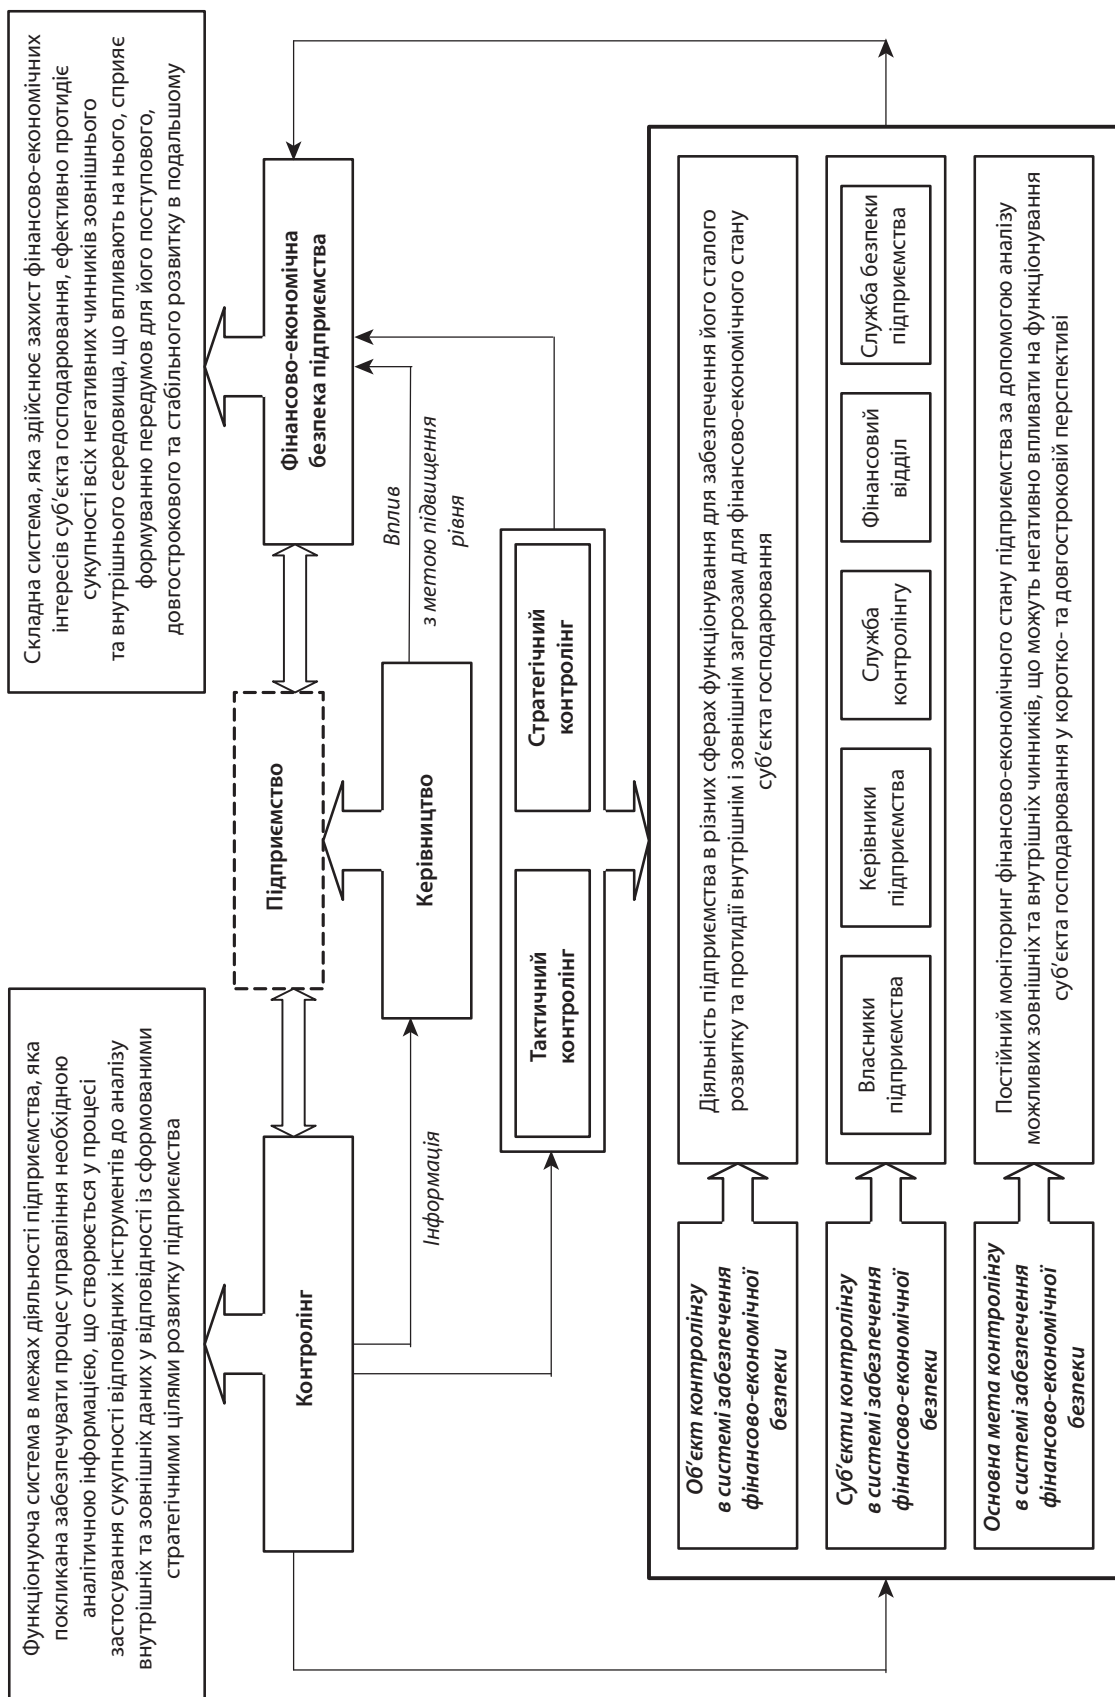 Функціонуюча система в межах діяльності підприємства, яка
покликана забезпечувати процес управління необхідною
аналітичною інформацією, що створюється у процесі
застосування сукупності відповідних інструментів до аналізу
внутрішніх та зовнішніх даних у відповідності із сформованими
стратегічними цілями розвитку підприємства
Складна система, яка здійснює захист фінансово-економічних
інтересів суб’єкта господарювання, ефективно протидіє
сукупності всіх негативних чинників зовнішнього
та внутрішнього середовища, що впливають на нього, сприяє
формуванню передумов для його поступового,
довгострокового та стабільного розвитку в подальшому
Контролінг
Підприємство
Фінансово-економічна
безпека підприємства
Інформація
Керівництво
Вплив
з метою підвищення
рівня
Тактичний
контролінг
Стратегічний
контролінг
Об’єкт контролінгу
в системі забезпечення
фінансово-економічної
безпеки
Діяльність підприємства в різних сферах функціонування для забезпечення його сталого
розвитку та протидії внутрішнім і зовнішнім загрозам для фінансово-економічного стану
суб’єкта господарювання
Суб’єкти контролінгу
в системі забезпечення
фінансово-економічної
безпеки
Власники
підприємства
Керівники
підприємства
Служба
контролінгу
Фінансовий
відділ
Служба безпеки
підприємства
Основна мета контролінгу
в системі забезпечення
фінансово-економічної
безпеки
Постійний моніторинг фінансово-економічного стану підприємства за допомогою аналізу
можливих зовнішніх та внутрішніх чинників, що можуть негативно впливати на функціонування
суб’єкта господарювання у коротко- та довгостроковій перспективі